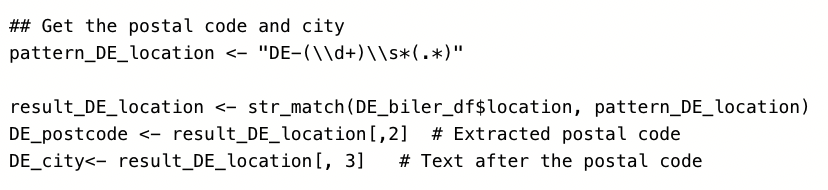 ## Get the postal code and city
pattern_DE_location <- "DE-(\\d+)\\s*(.*)"
result_DE_location <- str_match(DE_biler_df$location, pattern_DE_location)
DE_postcode <- result_DE_location[,2]  # Extracted postal code
DE_city<- result_DE_location[, 3]   # Text after the postal code